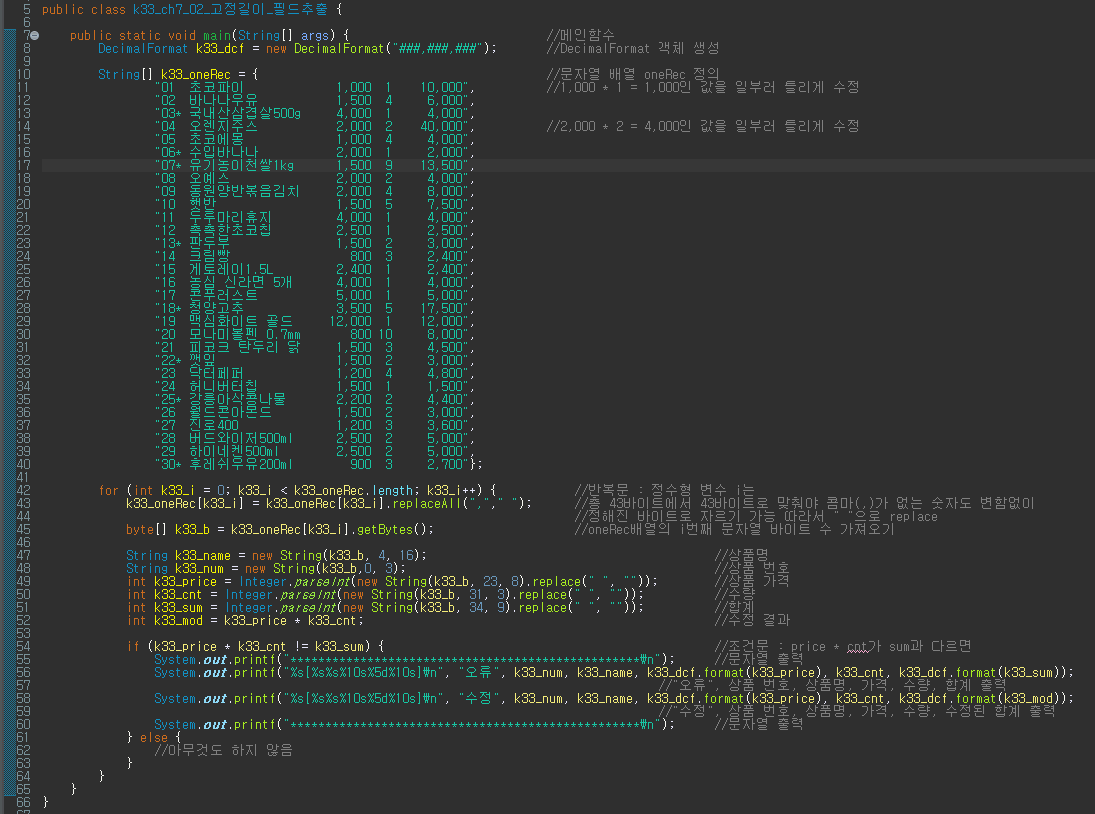 5 public class k33_ch7_02_고정길이_필드추출 {
6
7 public static void main(String[] args) { //메인함수
8 DecimalFormat k33_dcf = new DecimalFormat("###,###,###"); //DecimalFormat 객체 생성
9
10 String[] k33_oneRec = { //문자열 배열 oneRec 정의
11 "01 초코파이 1,000 1 10,000", //1,000 * 1 = 1,000인 값을 일부러 틀리게 수정
12 "02 바나나우유 1,500 4 6,000",
13 "03* 국내산삼겹살500g 4,000 1 4,000",
14 "04 오렌지주스 2,000 2 40,000", //2,000 * 2 = 4,000인 값을 일부러 틀리게 수정
15 "05 초코에몽 1,000 4 4,000",
16 "06* 수입바나나 2,000 1 2,000",
17 "07* 유기농이천쌀1kg 1,500 9 13,500",
18 "08 오예스 2,000 2 4,000",
19 "09 동원양반볶음김치 2,000 4 8,000",
20 "10 햇반 1,500 5 7,500",
21 "11 두루마리휴지 4,000 1 4,000",
22 "12 촉촉한초코칩 2,500 1 2,500",
23 "13* 판두부 1,500 2 3,000",
24 "14 크림빵 800 3 2,400",
25 "15 게토레이1.5L 2,400 1 2,400",
26 "16 농심 신라면 5개 4,000 1 4,000",
27 "17 콘푸러스트 5,000 1 5,000",
28 "18* 청양고추 3,500 5 17,500",
29 "19 맥심화이트 골드 12,000 1 12,000",
30 "20 모나미볼펜 0.7mm 800 10 8,000",
31 "21 피코크 탄두리 닭 1,500 3 4,500",
32 "22* 깻잎 1,500 2 3,000",
33 "23 닥터페퍼 1,200 4 4,800",
34 "24 허니버터칩 1,500 1 1,500",
35 "25* 강릉아삭콩나물 2,200 2 4,400",
36 "26 월드콘아몬드 1,500 2 3,000",
37 "27 진로400 1,200 3 3,600",
38 "28 버드와이저500ml 2,500 2 5,000",
39 "29 하이네켄500ml 2,500 2 5,000",
40 "30* 후레쉬우유200ml 900 3 2,700"};
41
42 for (int k33_i = 0; k33_i < k33_oneRec.length; k33_i++) { //반복문 : 정수형 변수 i는
43 k33_oneRec[k33_i] = k33_oneRec[k33_i].replaceAll(","," "); //총 43바이트에서 43바이트로 맞춰야 콤마(,)가 없는 숫자도 변함없이
44 //정해진 바이트로 자르기 가능 따라서 " "으로 replace
45 byte[] k33_b = k33_oneRec[k33_i].getBytes(); //oneRec배열의 i번째 문자열 바이트 수 가져오기
46
47 String k33_name = new String(k33_b, 4, 16); //상품명
48 String k33_num = new String(k33_b,0, 3); //상품 번호
49 int k33_price = Integer.parseInt(new String(k33_b, 23, 8).replace(" ", "")); //상품 가격
50 int k33_cnt = Integer.parseInt(new String(k33_b, 31, 3).replace(" ", "")); //수량
51 int k33_sum = Integer.parseInt(new String(k33_b, 34, 9).replace(" ", "")); //합계
52 int k33_mod = k33_price * k33_cnt; //수정 결과
53
54 if (k33_price * k33_cnt != k33_sum) { //조건문 : price * cnt가 sum과 다르면
55 System.out.printf("**************************************************\n"); //문자열 출력
56 System.out.printf("%s[%s%s%10s%5d%10s]\n", "오류", k33_num, k33_name, k33_dcf.format(k33_price), k33_cnt, k33_dcf.format(k33_sum));
57 //"오류", 상품 번호, 상품명, 가격, 수량, 합계 출력
58 System.out.printf("%s[%s%s%10s%5d%10s]\n", "수정", k33_num, k33_name, k33_dcf.format(k33_price), k33_cnt, k33_dcf.format(k33_mod));
59 //"수정", 상품 번호, 상품명, 가격, 수량, 수정된 합계 출력
60 System.out.printf("**************************************************\n"); //문자열 출력
61 } else {
62 //아무것도 하지 않음
63 }
64 }
65 }
66 }